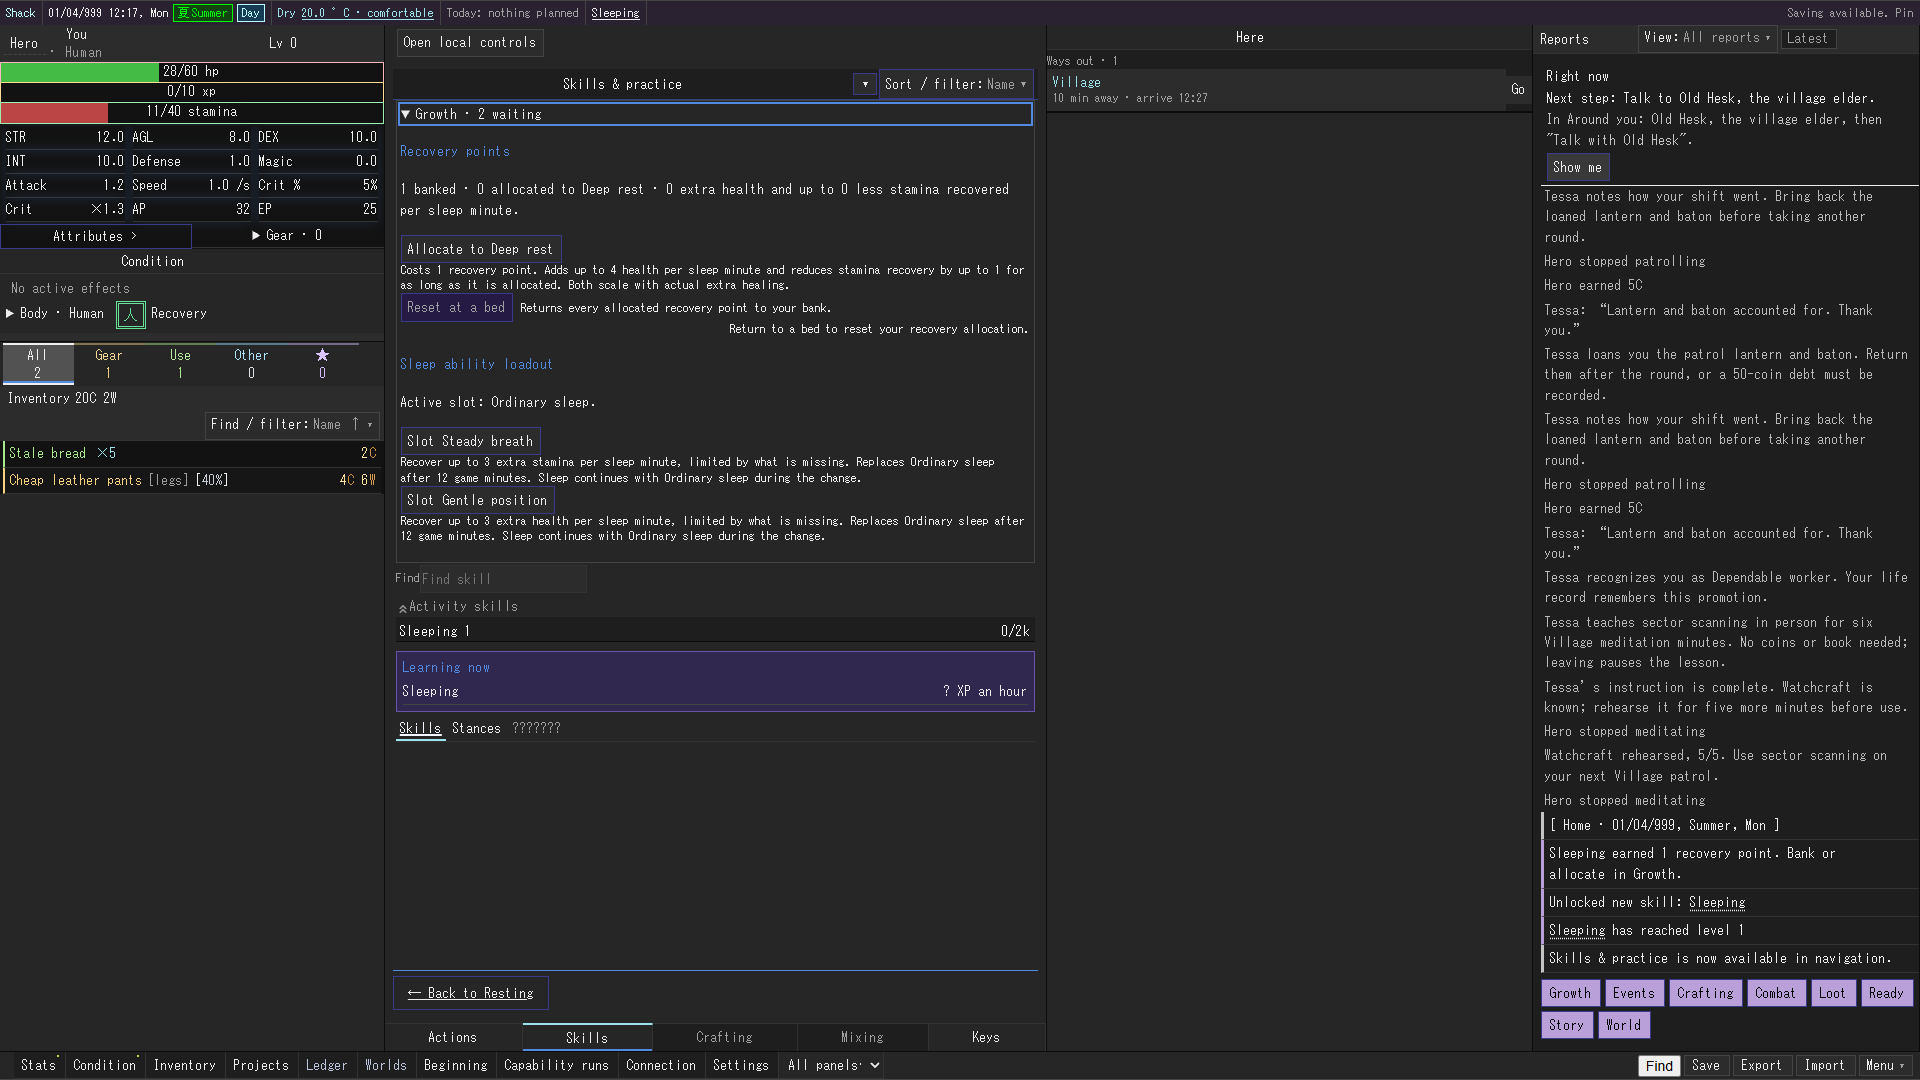 Shack 01/04/999 12:17, Mon 夏Summer Day Dry 20.0 °C · comfortable Today: nothing planned Sleeping Saving available. Pin
Hero · You Human Lv 0
28/60 hp
0/10 xp
11/40 stamina
STR 12.0 AGL 8.0 DEX 10.0
INT 10.0 Defense 1.0 Magic 0.0
Attack 1.2 Speed 1.0 /s Crit % 5%
Crit ×1.3 AP 32 EP 25
Attributes > ▶ Gear · 0
Condition
No active effects
▶ Body · Human 人 Recovery
All 2 Gear 1 Use 1 Other 0 ★ 0
Inventory 20C 2W
Find / filter: Name ↑ ▾
Stale bread ×5 2C
Cheap leather pants [legs] [40%] 4C 6W
Open local controls
Skills & practice ▾ Sort / filter: Name ▾
▼ Growth · 2 waiting
Recovery points
1 banked · 0 allocated to Deep rest · 0 extra health and up to 0 less stamina recovered
per sleep minute.
Allocate to Deep rest
Costs 1 recovery point. Adds up to 4 health per sleep minute and reduces stamina recovery by up to 1 for
as long as it is allocated. Both scale with actual extra healing.
Reset at a bed Returns every allocated recovery point to your bank.
Return to a bed to reset your recovery allocation.
Sleep ability loadout
Active slot: Ordinary sleep.
Slot Steady breath
Recover up to 3 extra stamina per sleep minute, limited by what is missing. Replaces Ordinary sleep
after 12 game minutes. Sleep continues with Ordinary sleep during the change.
Slot Gentle position
Recover up to 3 extra health per sleep minute, limited by what is missing. Replaces Ordinary sleep after
12 game minutes. Sleep continues with Ordinary sleep during the change.
Find Find skill
Activity skills
Sleeping 1 0/2k
Learning now
Sleeping ? XP an hour
Skills Stances ???????
← Back to Resting
Actions Skills Crafting Mixing Keys
Here
Ways out · 1
Village
10 min away · arrive 12:27
Go
Reports View: All reports ▾ Latest
Right now
Next step: Talk to Old Hesk, the village elder.
In Around you: Old Hesk, the village elder, then
"Talk with Old Hesk".
Show me
Tessa notes how your shift went. Bring back the
loaned lantern and baton before taking another
round.
Hero stopped patrolling
Hero earned 5C
Tessa: “Lantern and baton accounted for. Thank
you.”
Tessa loans you the patrol lantern and baton. Return
them after the round, or a 50-coin debt must be
recorded.
Tessa notes how your shift went. Bring back the
loaned lantern and baton before taking another
round.
Hero stopped patrolling
Hero earned 5C
Tessa: “Lantern and baton accounted for. Thank
you.”
Tessa recognizes you as Dependable worker. Your life
record remembers this promotion.
Tessa teaches sector scanning in person for six
Village meditation minutes. No coins or book needed;
leaving pauses the lesson.
Tessa’s instruction is complete. Watchcraft is
known; rehearse it for five more minutes before use.
Hero stopped meditating
Watchcraft rehearsed, 5/5. Use sector scanning on
your next Village patrol.
Hero stopped meditating
[ Home · 01/04/999, Summer, Mon ]
Sleeping earned 1 recovery point. Bank or
allocate in Growth.
Unlocked new skill: Sleeping
Sleeping has reached level 1
Skills & practice is now available in navigation.
Growth Events Crafting Combat Loot Ready
Story World
Stats Condition Inventory Projects Ledger Worlds Beginning Capability runs Connection Settings All panels· Find Save Export Import Menu ▾